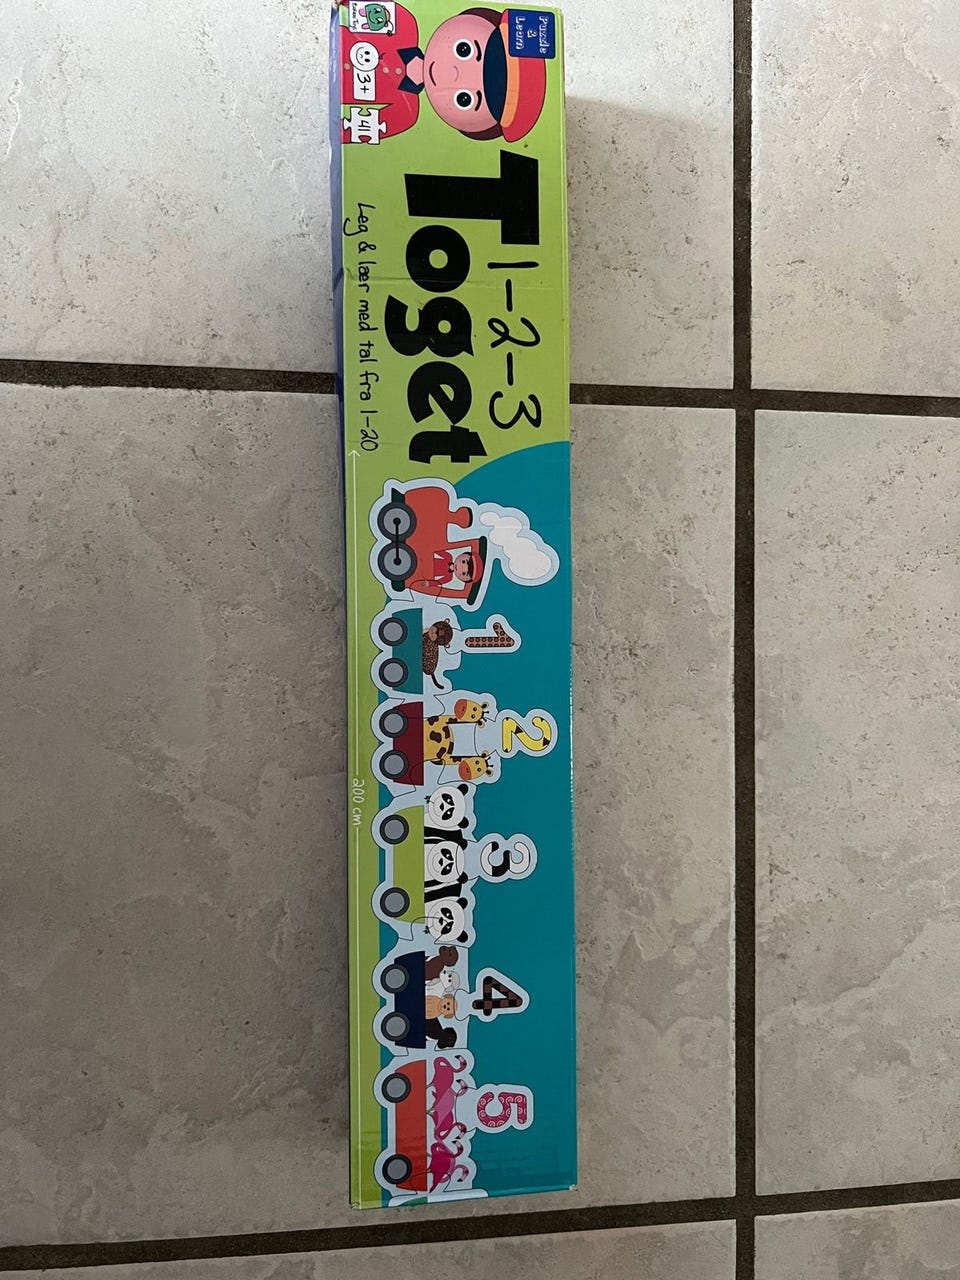 Puzzle
& Learn
3+
41
1-2-3
Toget
Leg & lær med tal fra 1-20
1
2
3
4
5
200 cm